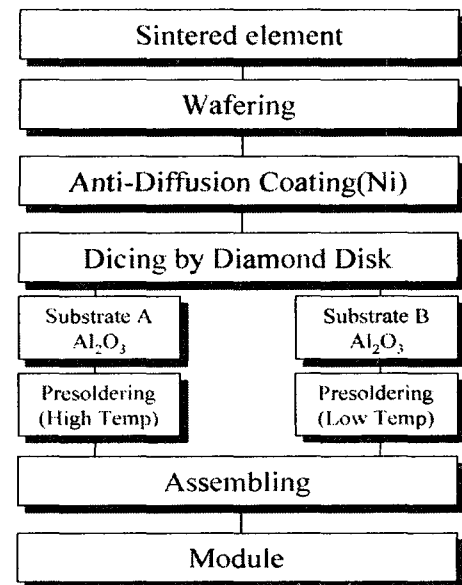 Sintered element
Wafering
Anti-Diffusion Coating(Ni)
Dicing by Diamond Disk
Substrate A
Al₂O₃
Substrate B
Al₂O₃
Presoldering
(High Temp)
Presoldering
(Low Temp)
Assembling
Module